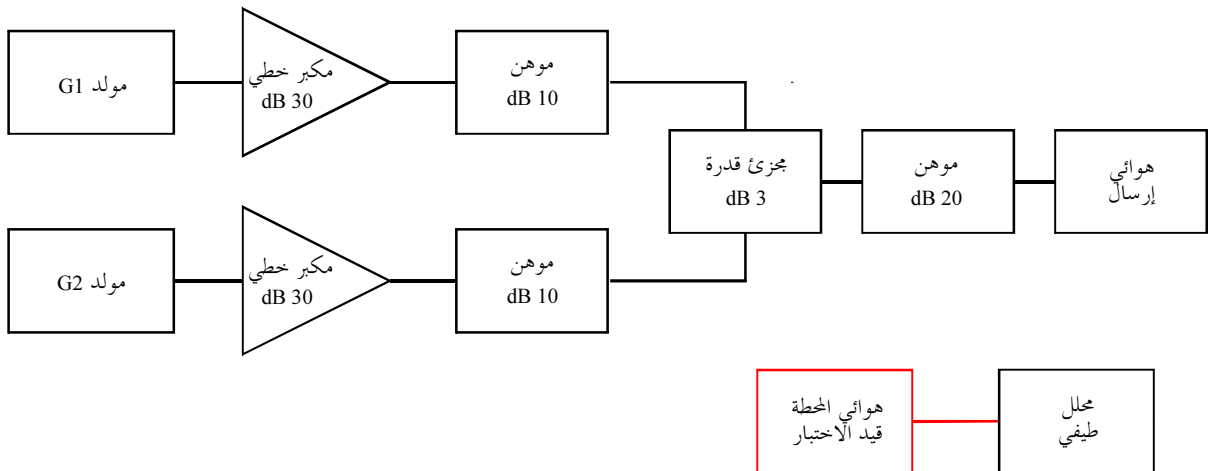 مولد G1
مكبر خطي
dB 30
موهن
dB 10
مجزئ قدرة
dB 3
موهن
dB 20
هوائي
إرسال
مولد G2
مكبر خطي
dB 30
موهن
dB 10
هوائي المحطة
قيد الاختبار
محلل
طيفي